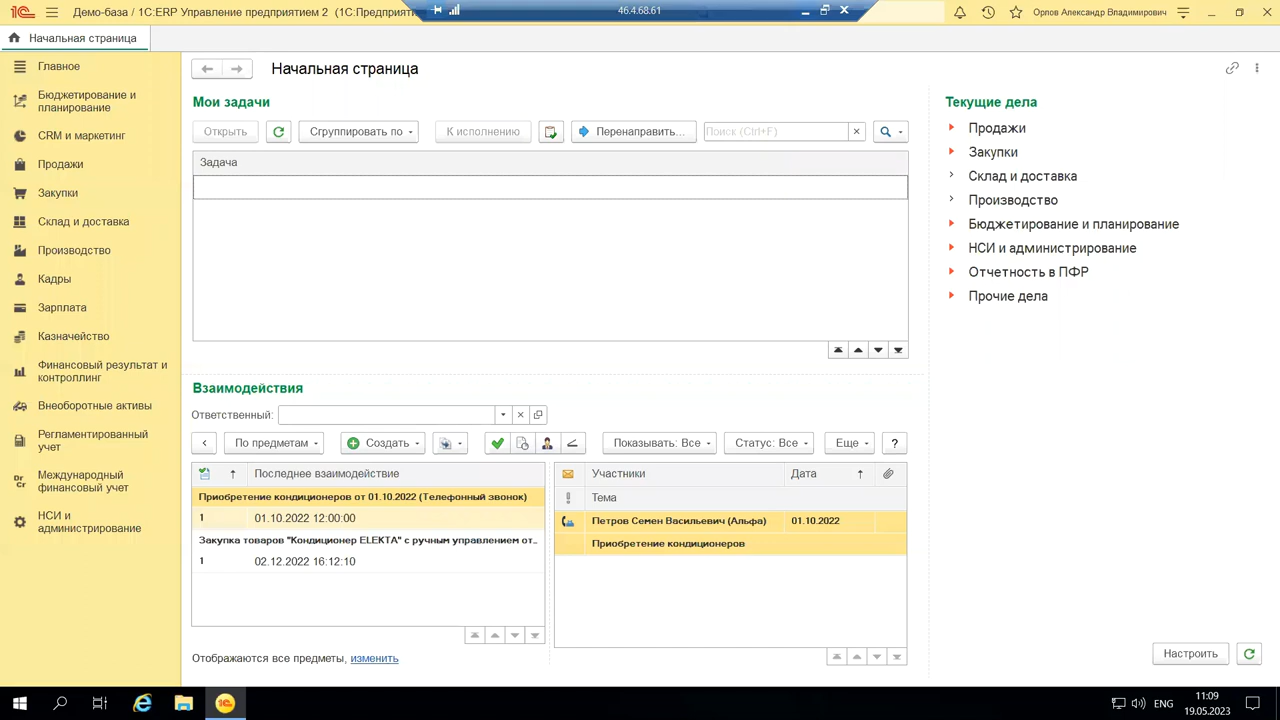 Демо-база / 1С:ERP Управление предприятием 2 (1С:Предприяти
46.4.68.61
Орлов Александр Владимирович
Начальная страница
Главное
Бюджетирование и
планирование
CRM и маркетинг
Продажи
Закупки
Склад и доставка
Производство
Кадры
Зарплата
Казначейство
Финансовый результат и
контроллинг
Внеоборотные активы
Регламентированный
учет
Международный
финансовый учет
НСИ и
администрирование
Начальная страница
Мои задачи
Открыть
Сгруппировать по
К исполнению
Перенаправить...
Поиск (Ctrl+F)
Задача
Взаимодействия
Ответственный:
По предметам
Создать
Показывать: Все
Статус: Все
Еще
?
Последнее взаимодействие
Приобретение кондиционеров от 01.10.2022 (Телефонный звонок)
1 01.10.2022 12:00:00
Закупка товаров "Кондиционер ELEKTA" с ручным управлением от...
1 02.12.2022 16:12:10
Участники Дата
Тема
Петров Семен Васильевич (Альфа) 01.10.2022
Приобретение кондиционеров
Отображаются все предметы, изменить
Текущие дела
Продажи
Закупки
Склад и доставка
Производство
Бюджетирование и планирование
НСИ и администрирование
Отчетность в ПФР
Прочие дела
Настроить
ENG
11:09
19.05.2023